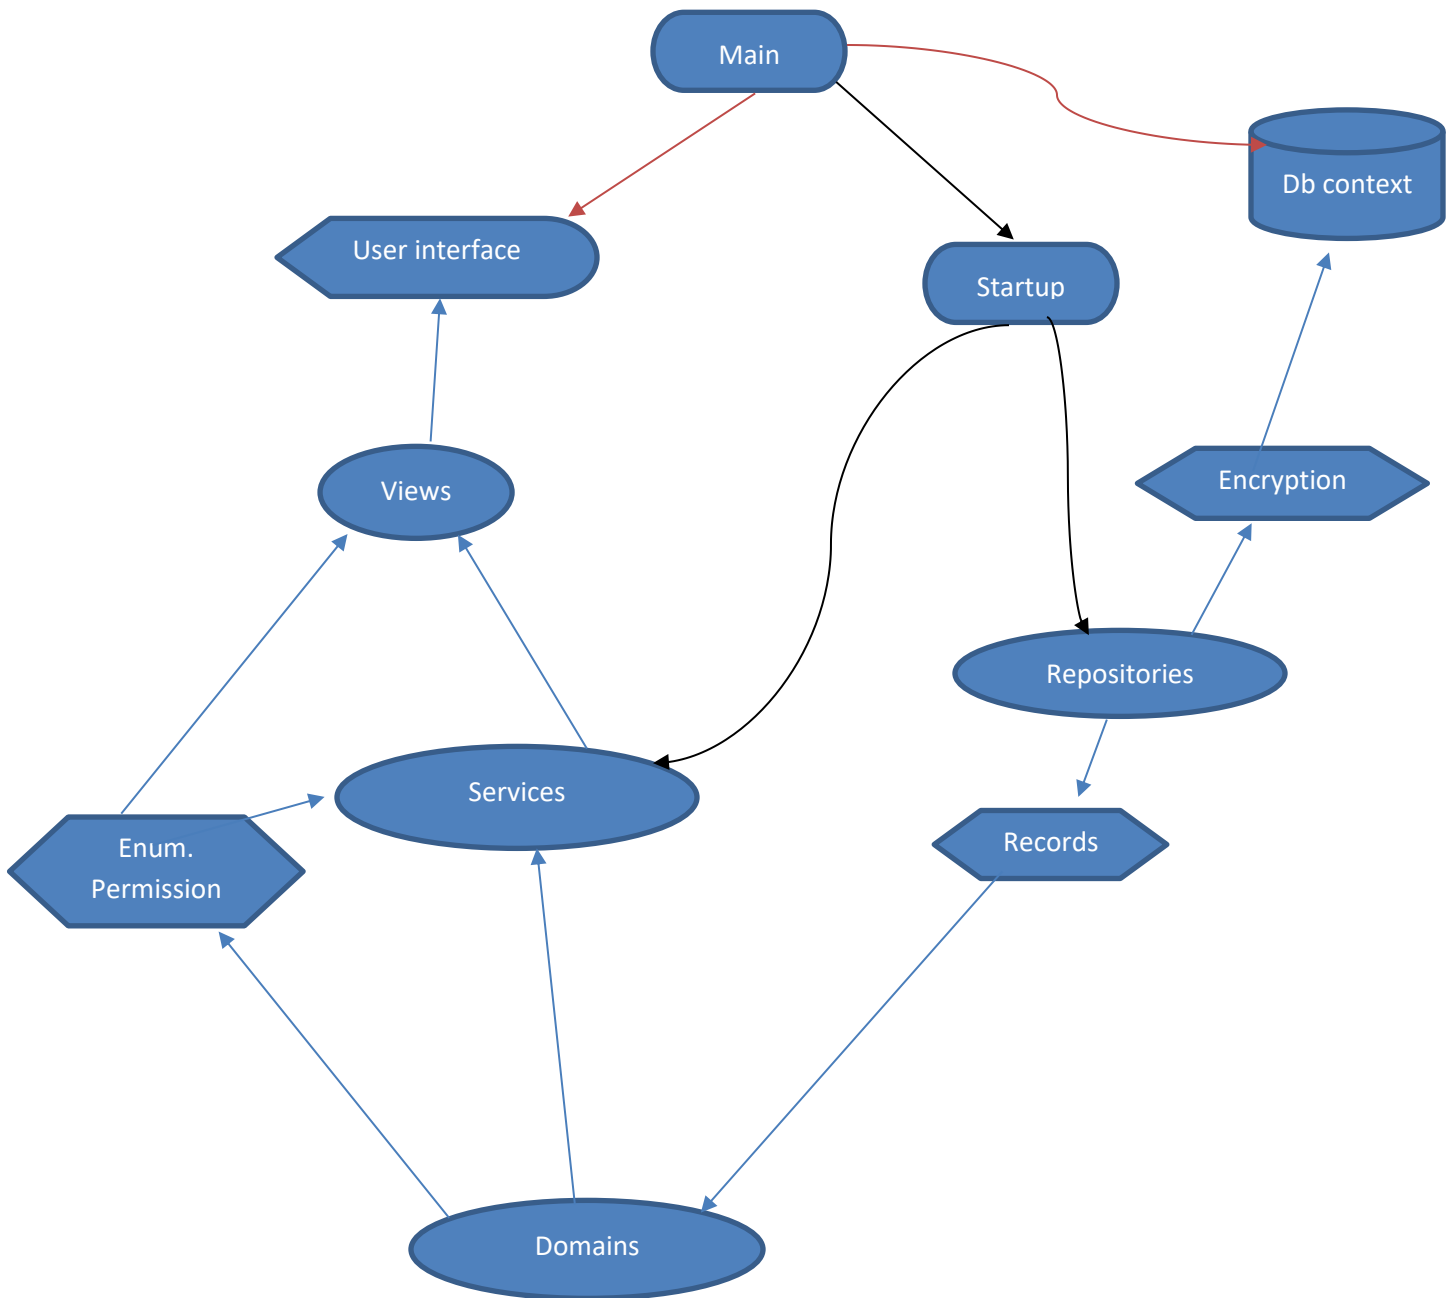 Main
Db context
User interface
Startup
Encryption
Views
Repositories
Services
Records
Enum.
Permission
Domains